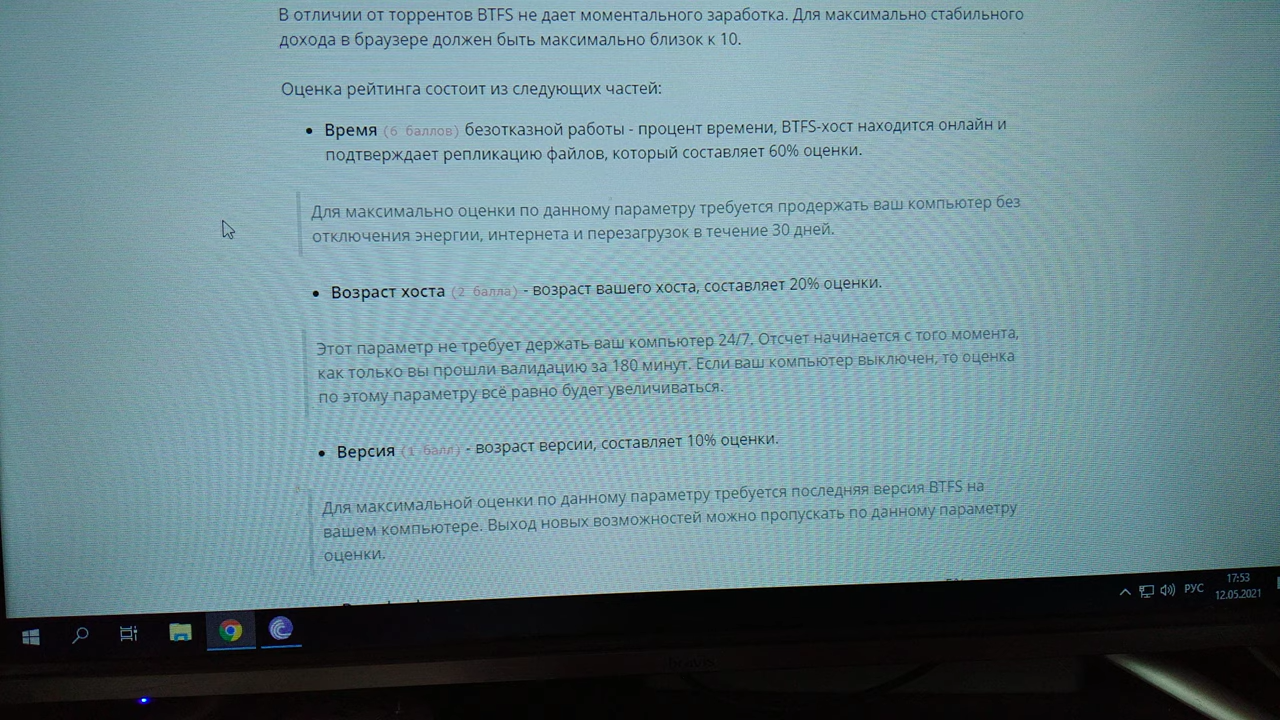 В отличии от торрентов BTFS не дает моментального заработка. Для максимально стабильного
дохода в браузере должен быть максимально близок к 10.
Оценка рейтинга состоит из следующих частей:
• Время (6 баллов) безотказной работы - процент времени, BTFS-хост находится онлайн и
подтверждает репликацию файлов, который составляет 60% оценки.
Для максимально оценки по данному параметру требуется продержать ваш компьютер без
отключения энергии, интернета и перезагрузок в течение 30 дней.
• Возраст хоста (2 балла) - возраст вашего хоста, составляет 20% оценки.
Этот параметр не требует держать ваш компьютер 24/7. Отсчет начинается с того момента,
как только вы прошли валидацию за 180 минут. Если ваш компьютер выключен, то оценка
по этому параметру всё равно будет увеличиваться.
• Версия (1 балл) - возраст версии, составляет 10% оценки.
Для максимальной оценки по данному параметру требуется последняя версия BTFS на
вашем компьютере. Выход новых возможностей можно пропускать по данному параметру
оценки.
РУС
17:53
12.05.2021